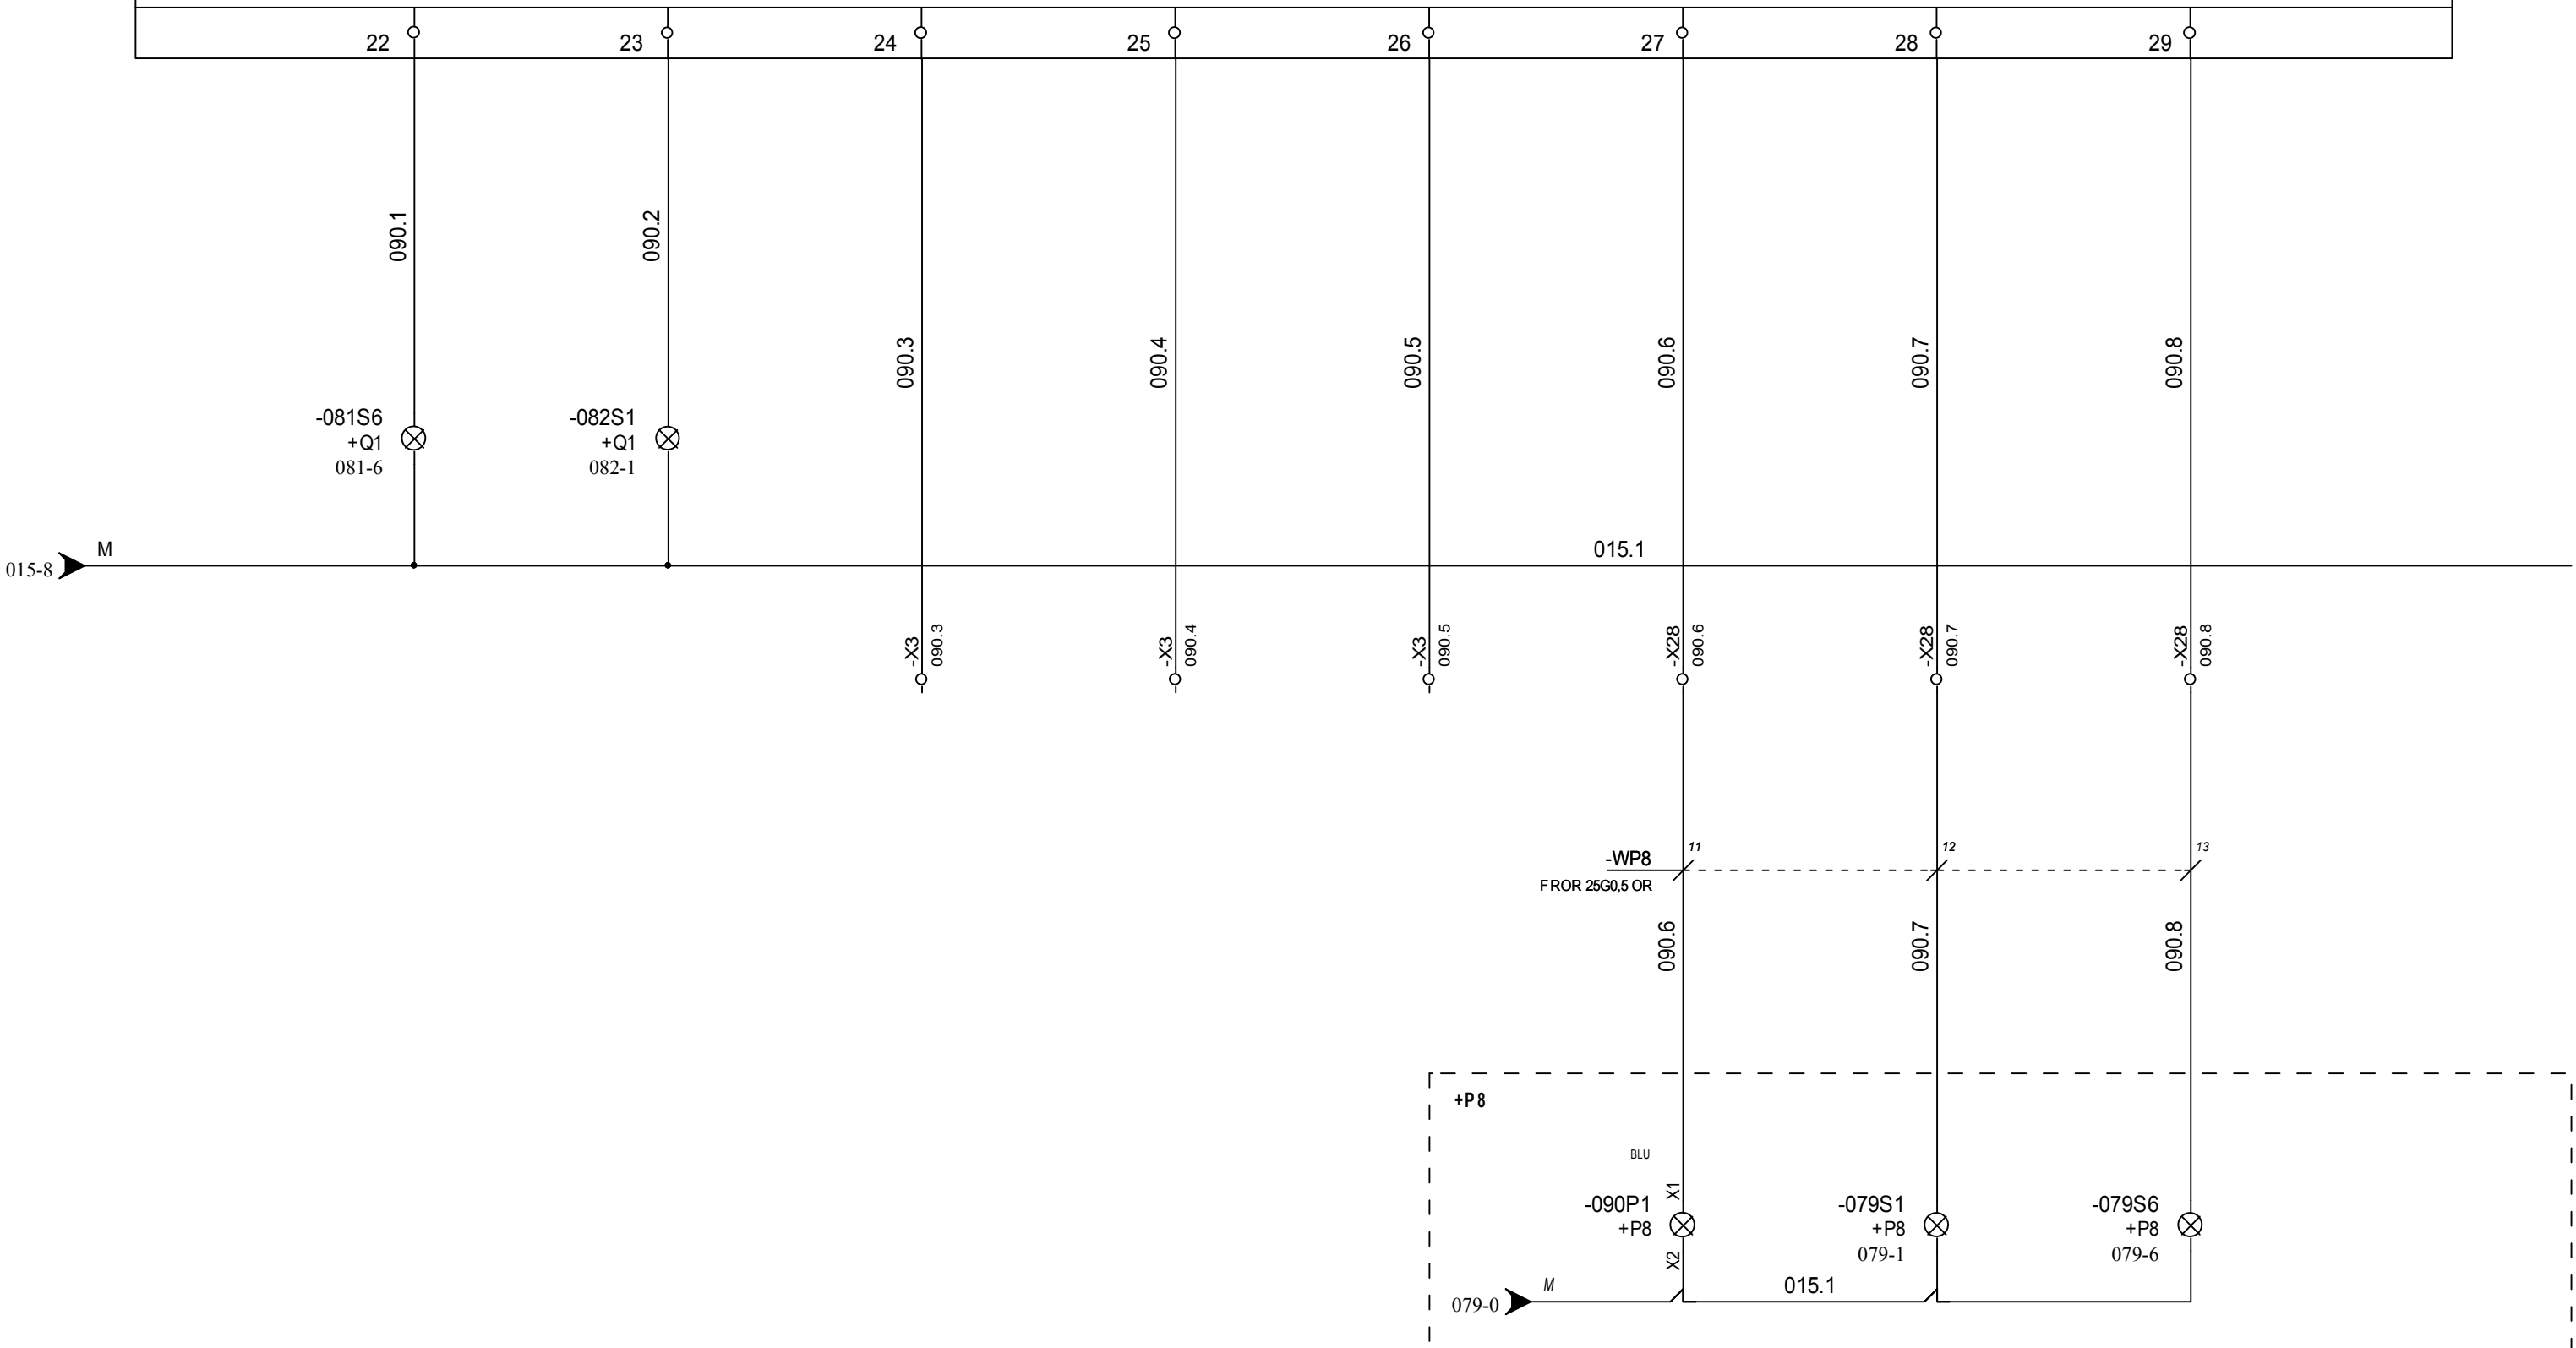 22
23
24
25
26
27
28
29
090.1
090.2
090.3
090.4
090.5
090.6
090.7
090.8
-081S6
+Q1
081-6
-082S1
+Q1
082-1
015-8
M
015.1
-X3
090.3
-X3
090.4
-X3
090.5
-X28
090.6
-X28
090.7
-X28
090.8
-WP8
FROR 25G0,5 OR
11
12
13
090.6
090.7
090.8
+P8
BLU
X1
-090P1
+P8
X2
-079S1
+P8
079-1
-079S6
+P8
079-6
079-0
M
015.1